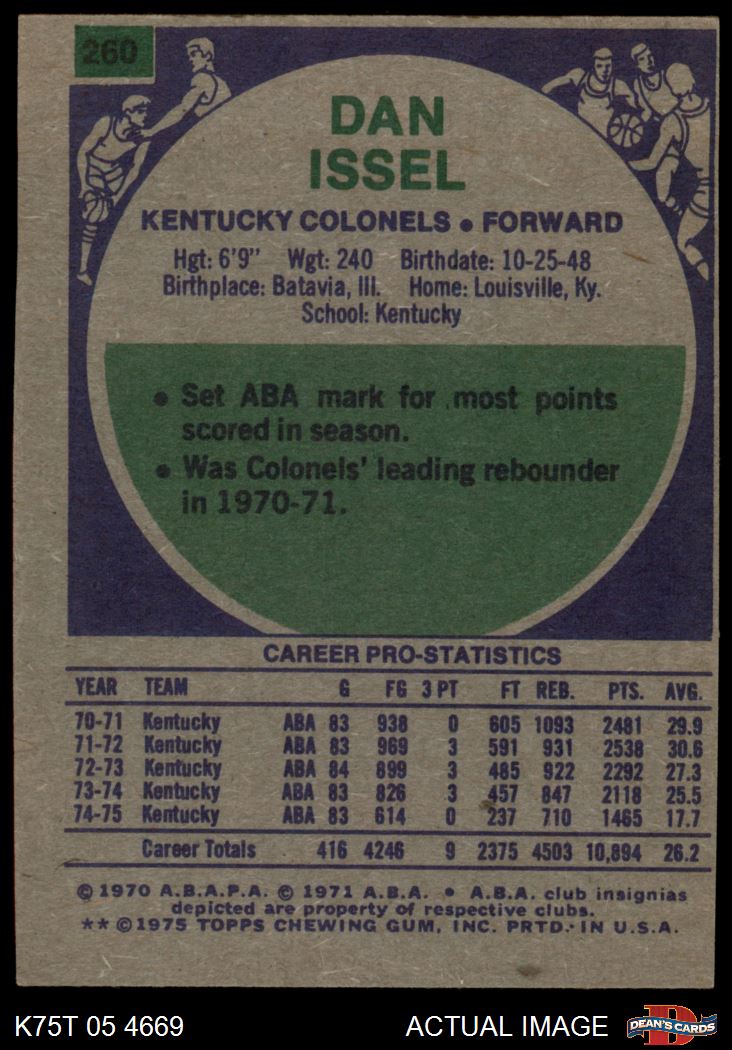 260
DAN
ISSEL
KENTUCKY COLONELS • FORWARD
Hgt: 6'9" Wgt: 240 Birthdate: 10-25-48
Birthplace: Batavia, Ill. Home: Louisville, Ky.
School: Kentucky
• Set ABA mark for most points
scored in season.
• Was Colonels' leading rebounder
in 1970-71.
CAREER PRO-STATISTICS
YEAR TEAM G FG 3 PT FT REB. PTS. AVG.
70-71 Kentucky ABA 83 938 0 605 1093 2481 29.9
71-72 Kentucky ABA 83 969 3 591 931 2538 30.6
72-73 Kentucky ABA 84 899 3 485 922 2292 27.3
73-74 Kentucky ABA 83 826 3 457 847 2118 25.5
74-75 Kentucky ABA 83 614 0 237 710 1465 17.7
Career Totals 416 4246 9 2375 4503 10,894 26.2
© 1970 A.B.A.P.A. © 1971 A.B.A. • A.B.A. club insignias
depicted are property of respective clubs.
** © 1975 TOPPS CHEWING GUM, INC. PRTD. IN U.S.A.
K75T 05 4669 ACTUAL IMAGE DEAN'S CARDS